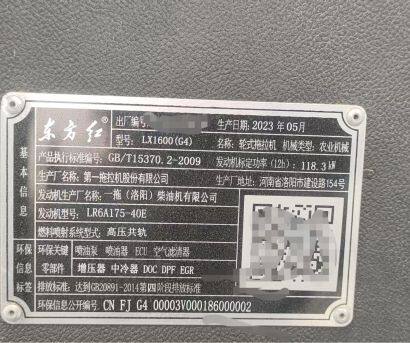 东方红®
出厂编号: 生产日期: 2023年05月
型号: LX1600(G4) 名称: 轮式拖拉机 机械类型: 农业机械
产品执行标准编号: GB/T15370.2-2009 发动机标定功率(12h): 118.3 kW
生产厂名称: 第一拖拉机股份有限公司 生产厂地址: 河南省洛阳市建设路154号
发动机生产厂名称: 一拖(洛阳)柴油机有限公司
发动机型号: LR6A175-40E
燃料喷射系统型式: 高压共轨
基本信息
环保关键零部件 喷油泵 喷油器 ECU 空气滤清器
增压器 中冷器 DOC DPF EGR
排放标准: 达到GB20891-2014第四阶段排放标准
环保信息标签
环保信息公开编号: CN FJ G4 00003V000186000002